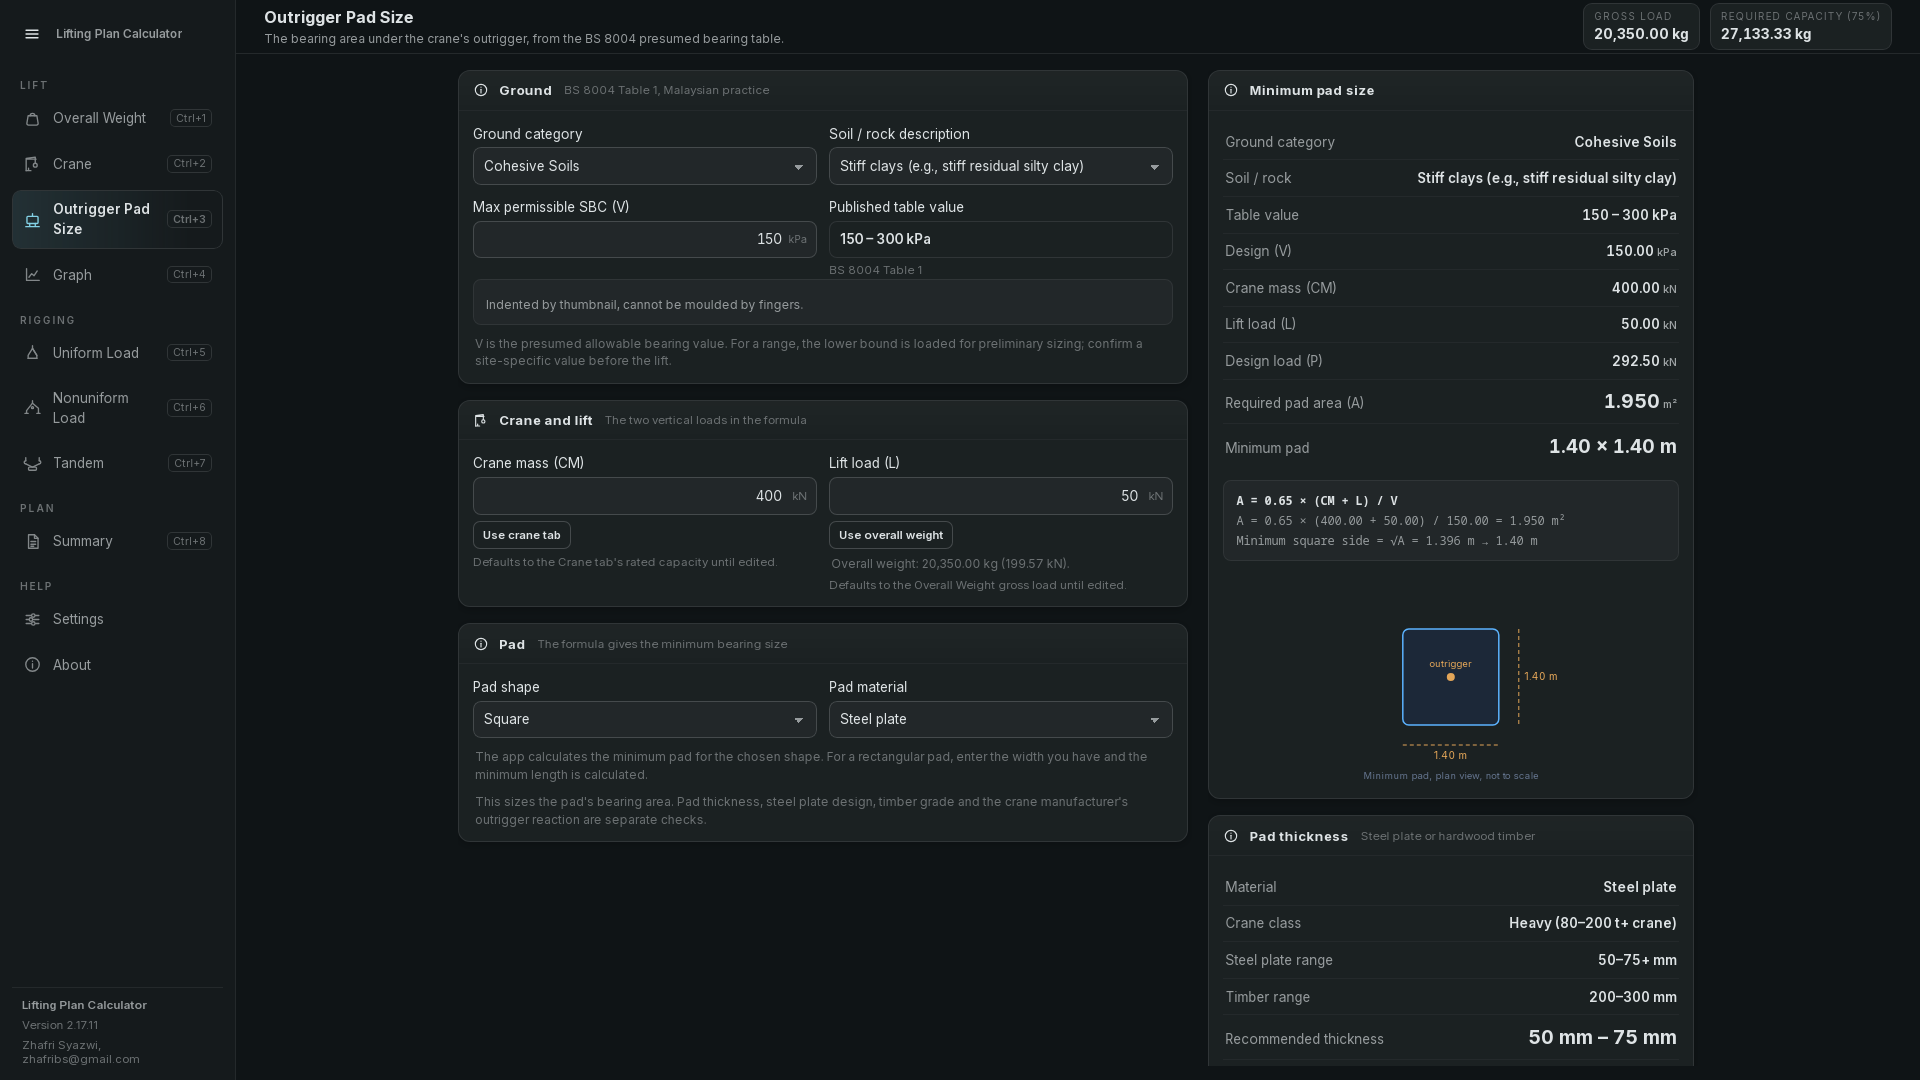 Lifting Plan Calculator
LIFT
Overall Weight Ctrl+1
Crane Ctrl+2
Outrigger Pad Size Ctrl+3
Graph Ctrl+4
RIGGING
Uniform Load Ctrl+5
Nonuniform Load Ctrl+6
Tandem Ctrl+7
PLAN
Summary Ctrl+8
HELP
Settings
About
Lifting Plan Calculator
Version 2.17.11
Zhafri Syazwi,
zhafribs@gmail.com
Outrigger Pad Size
The bearing area under the crane's outrigger, from the BS 8004 presumed bearing table.
GROSS LOAD
20,350.00 kg
REQUIRED CAPACITY (75%)
27,133.33 kg
Ground BS 8004 Table 1, Malaysian practice
Ground category
Cohesive Soils
Soil / rock description
Stiff clays (e.g., stiff residual silty clay)
Max permissible SBC (V)
150 kPa
Published table value
150 – 300 kPa
BS 8004 Table 1
Indented by thumbnail, cannot be moulded by fingers.
V is the presumed allowable bearing value. For a range, the lower bound is loaded for preliminary sizing; confirm a
site-specific value before the lift.
Crane and lift The two vertical loads in the formula
Crane mass (CM)
400 kN
Use crane tab
Defaults to the Crane tab's rated capacity until edited.
Lift load (L)
50 kN
Use overall weight
Overall weight: 20,350.00 kg (199.57 kN).
Defaults to the Overall Weight gross load until edited.
Pad The formula gives the minimum bearing size
Pad shape
Square
Pad material
Steel plate
The app calculates the minimum pad for the chosen shape. For a rectangular pad, enter the width you have and the
minimum length is calculated.
This sizes the pad's bearing area. Pad thickness, steel plate design, timber grade and the crane manufacturer's
outrigger reaction are separate checks.
Minimum pad size
Ground category Cohesive Soils
Soil / rock Stiff clays (e.g., stiff residual silty clay)
Table value 150 – 300 kPa
Design (V) 150.00 kPa
Crane mass (CM) 400.00 kN
Lift load (L) 50.00 kN
Design load (P) 292.50 kN
Required pad area (A) 1.950 m²
Minimum pad 1.40 × 1.40 m
A = 0.65 × (CM + L) / V
A = 0.65 × (400.00 + 50.00) / 150.00 = 1.950 m²
Minimum square side = √A = 1.396 m → 1.40 m
outrigger
1.40 m
1.40 m
Minimum pad, plan view, not to scale
Pad thickness Steel plate or hardwood timber
Material Steel plate
Crane class Heavy (80–200 t+ crane)
Steel plate range 50–75+ mm
Timber range 200–300 mm
Recommended thickness 50 mm – 75 mm